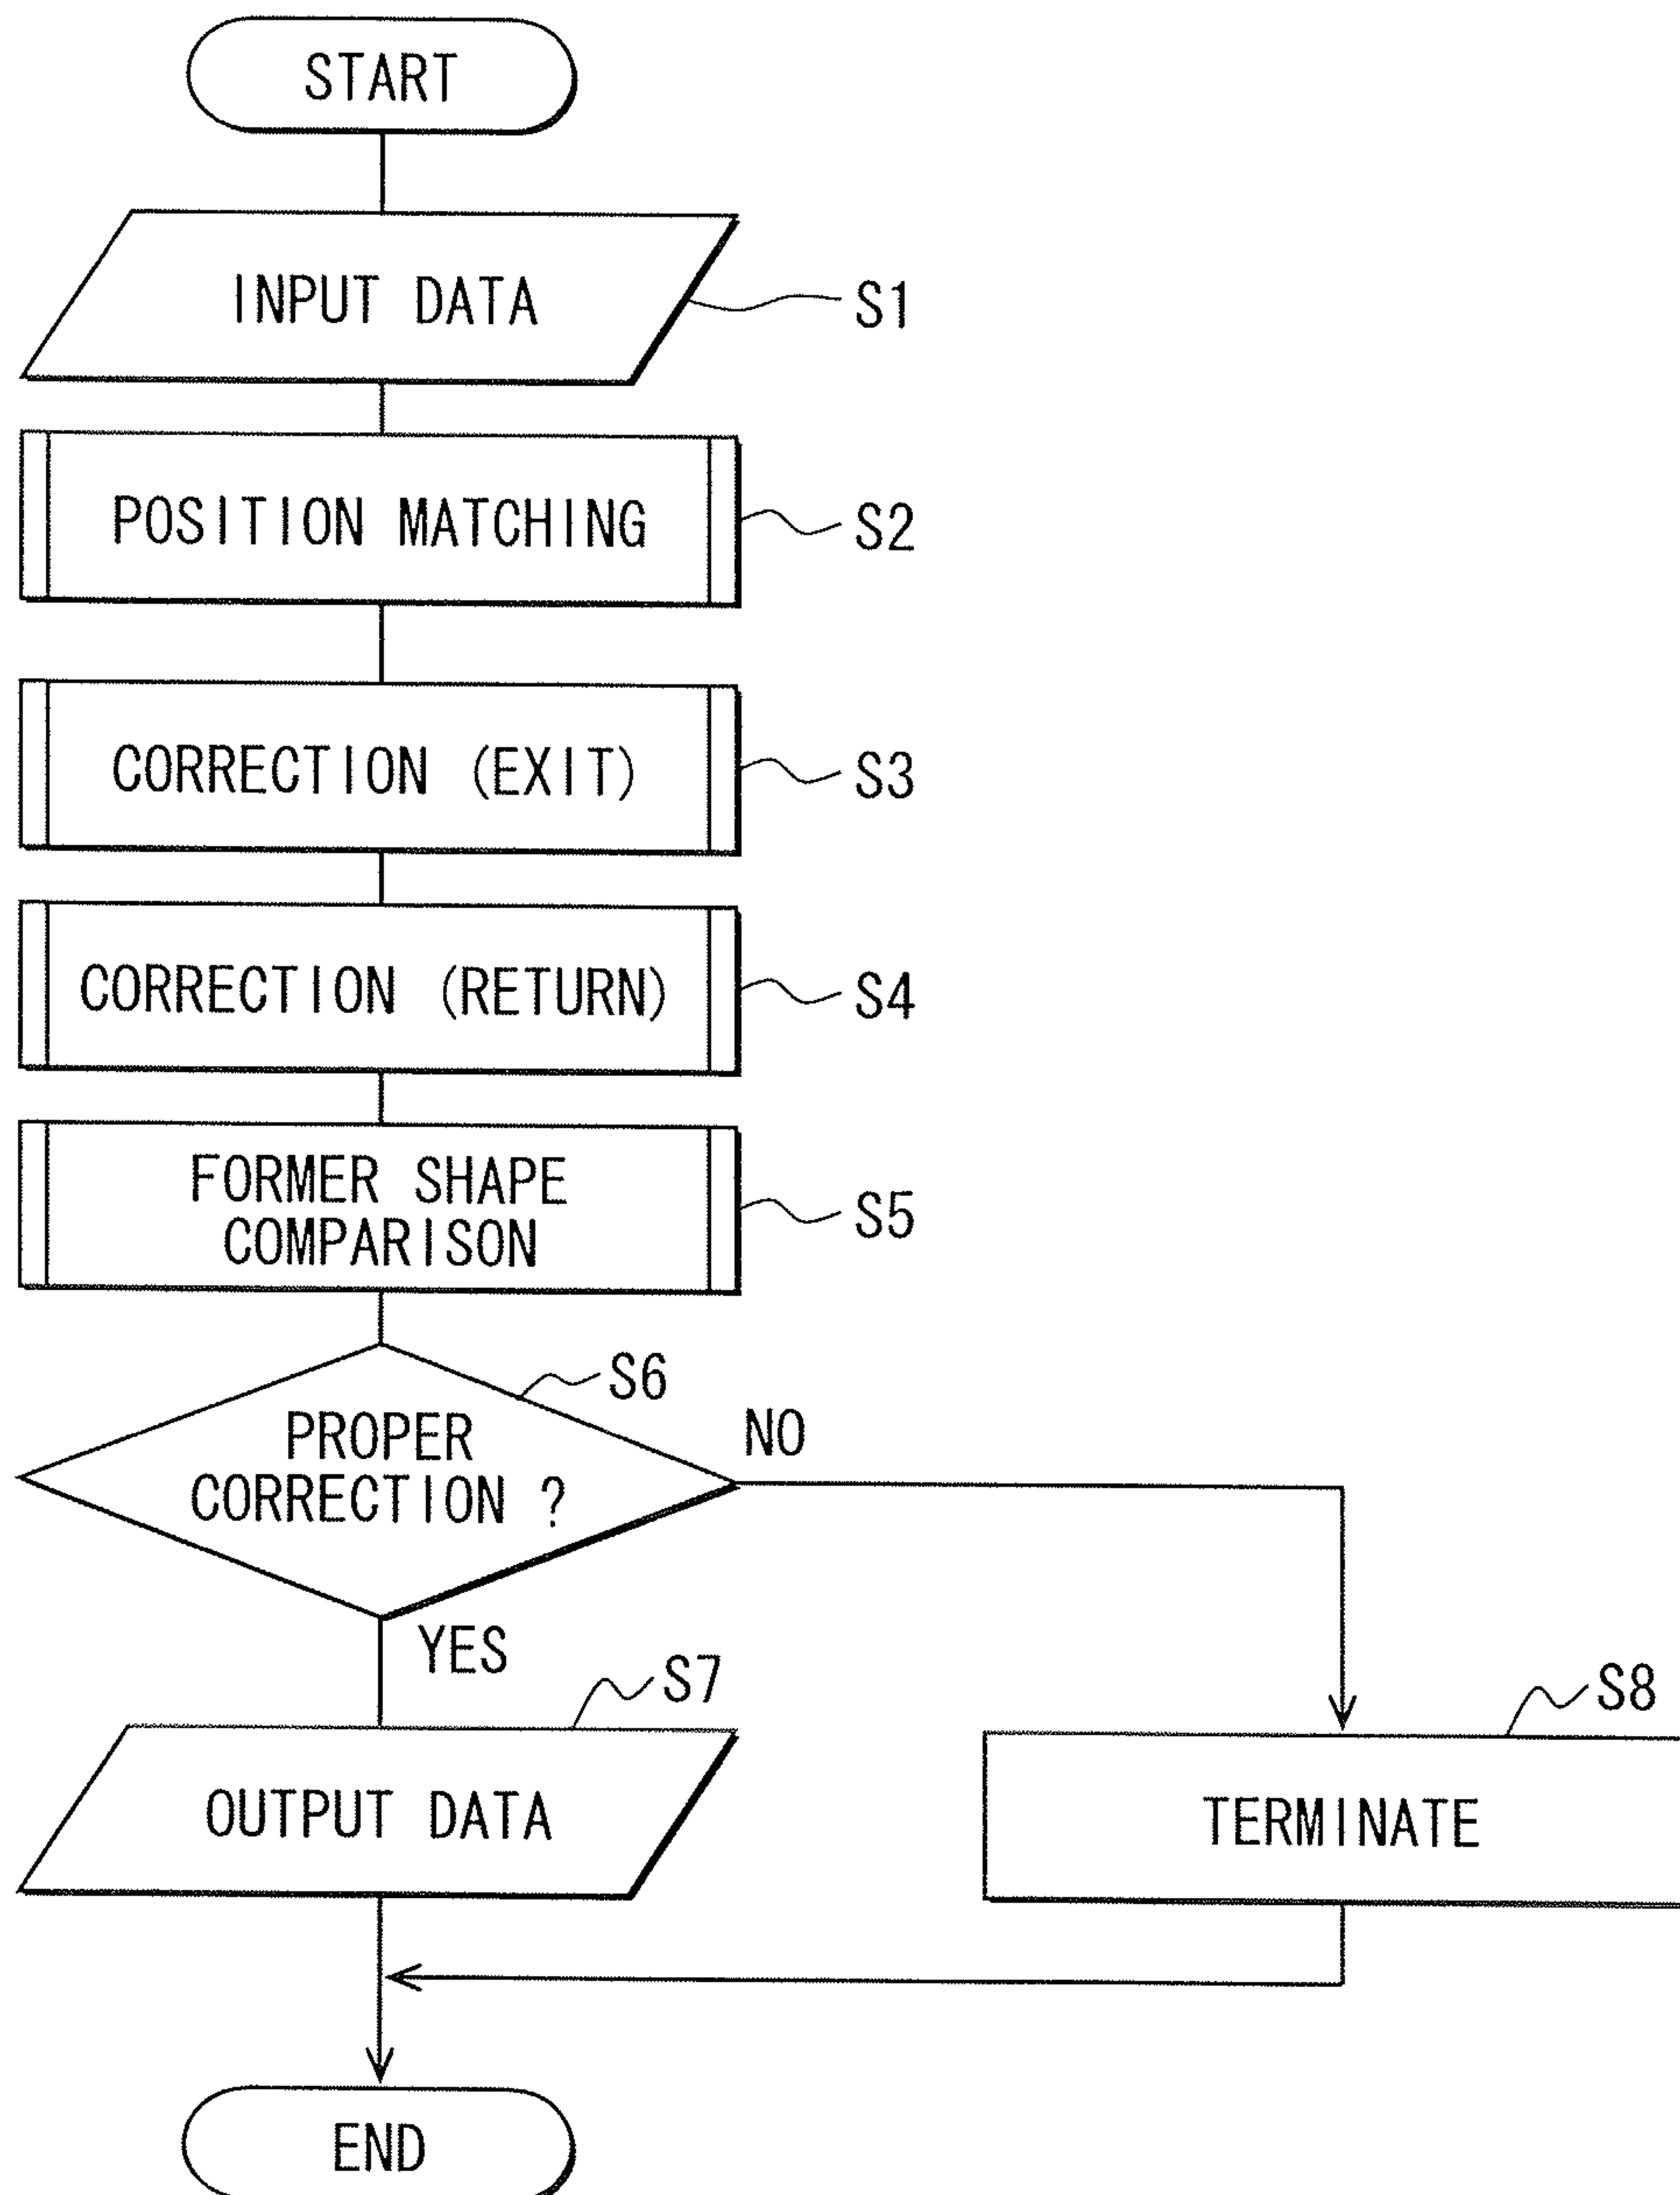 START
INPUT DATA
S1
POSITION MATCHING
S2
CORRECTION (EXIT)
S3
CORRECTION (RETURN)
S4
FORMER SHAPE
COMPARISON
S5
S6
PROPER
CORRECTION ?
NO
YES
S7
OUTPUT DATA
S8
TERMINATE
END